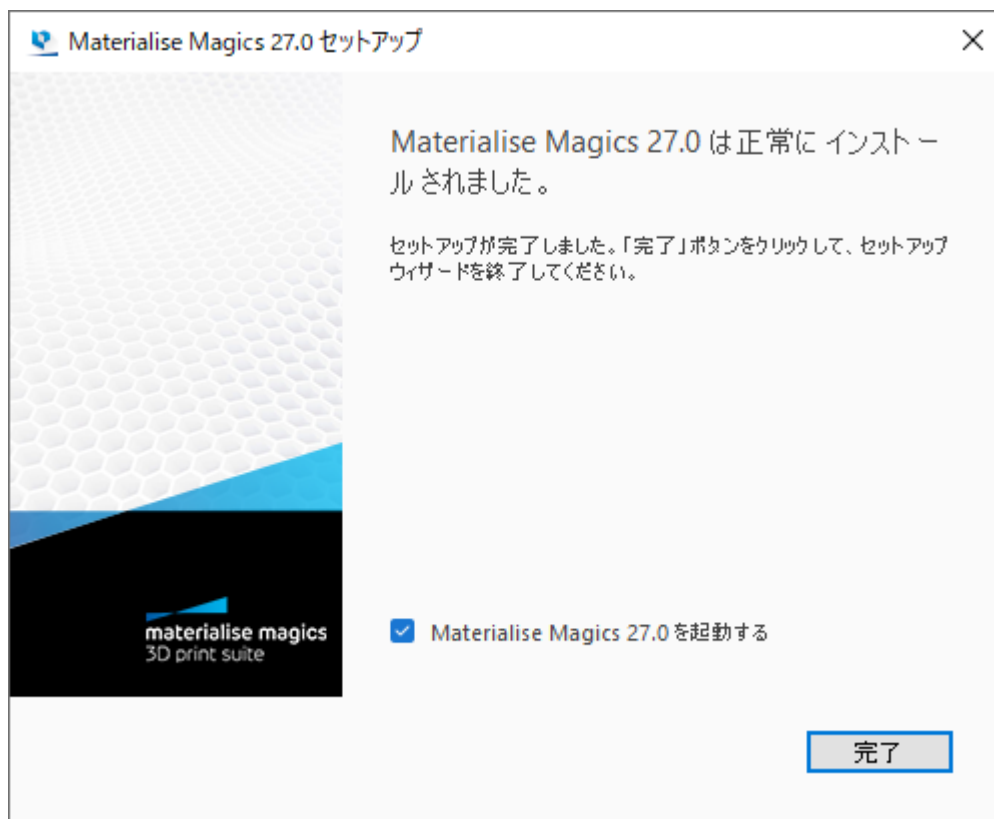 Materialise Magics 27.0 セットアップ
Materialise Magics 27.0 は正常に インストー
ル されました。
セットアップが完了しました。「完了」ボタンをクリックして、セットアップ
ウィザードを終了してください。
materialise magics
3D print suite
Materialise Magics 27.0 を起動する
完了